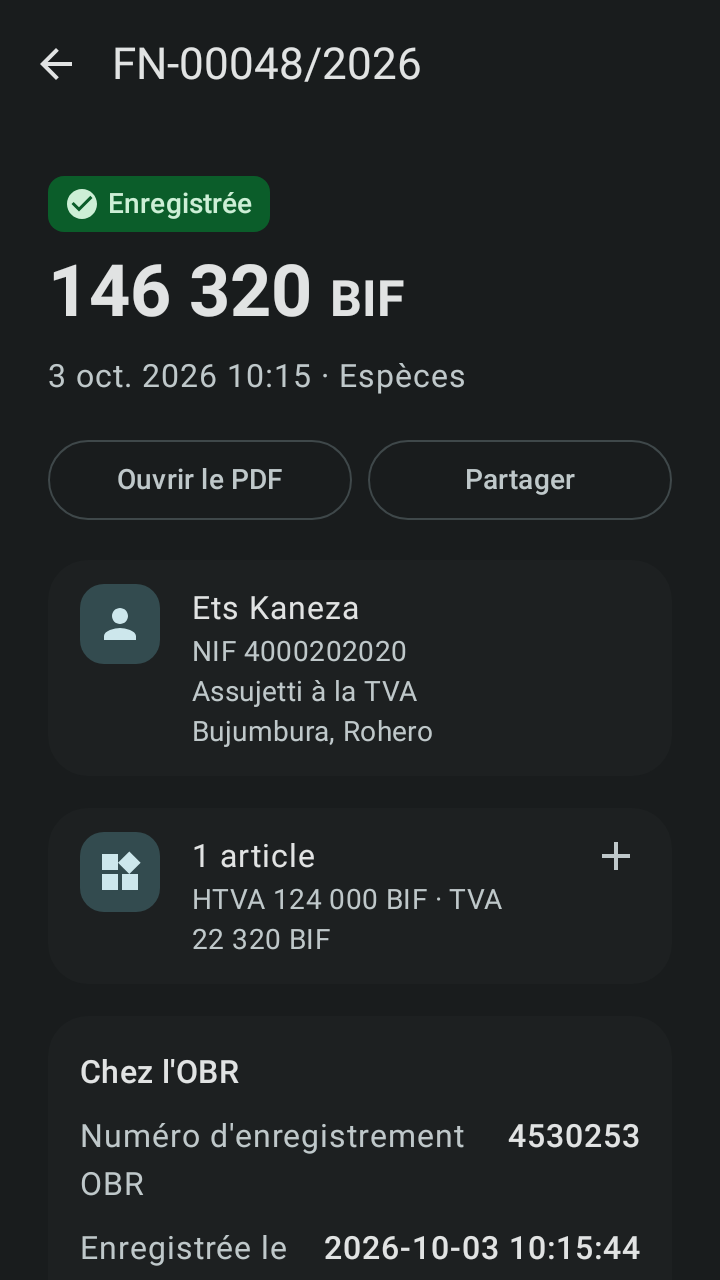 FN-00048/2026
Enregistrée
146 320 BIF
3 oct. 2026 10:15 · Espèces
Ouvrir le PDF
Partager
Ets Kaneza
NIF 4000202020
Assujetti à la TVA
Bujumbura, Rohero
1 article
HTVA 124 000 BIF · TVA
22 320 BIF
Chez l'OBR
Numéro d'enregistrement 4530253
OBR
Enregistrée le 2026-10-03 10:15:44